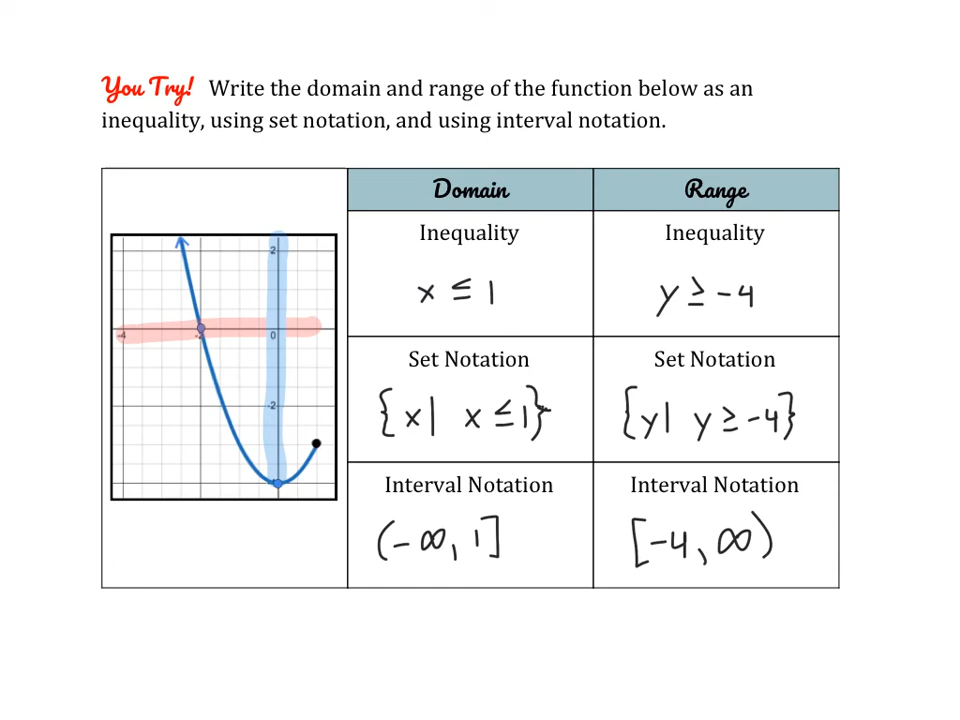 You Try! Write the domain and range of the function below as an
inequality, using set notation, and using interval notation.
Domain
Range
Inequality
Inequality
x ≤ 1
y ≥ -4
Set Notation
Set Notation
{x| x ≤ 1}
{y| y ≥ -4}
Interval Notation
Interval Notation
(-∞, 1]
[-4, ∞)
2
-4
-2
0
-2